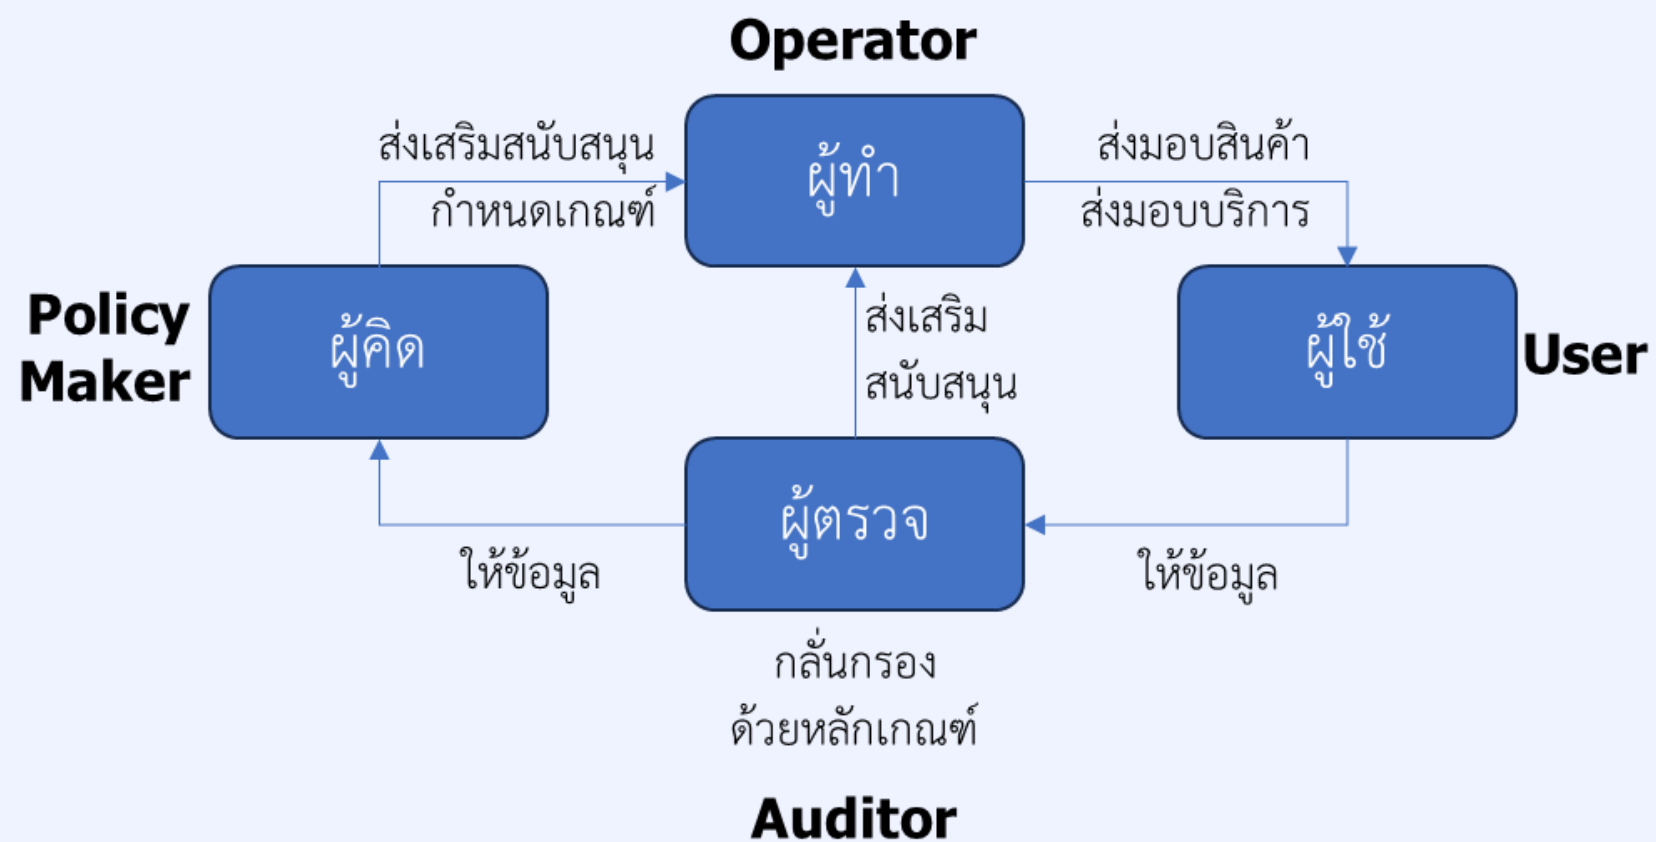 Operator
ส่งเสริมสนับสนุน
กำหนดเกณฑ์
ผู้ทำ
ส่งมอบสินค้า
ส่งมอบบริการ
Policy
Maker
ผู้คิด
ส่งเสริม
สนับสนุน
ผู้ใช้
User
ผู้ตรวจ
ให้ข้อมูล
ให้ข้อมูล
กลั่นกรอง
ด้วยหลักเกณฑ์
Auditor